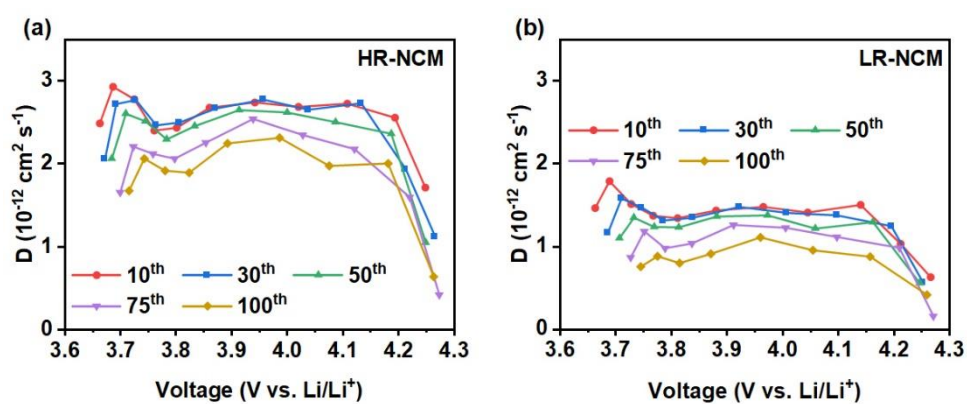 (a)
HR-NCM
D (10⁻¹² cm² s⁻¹)
3
2
1
0
10ᵗʰ 30ᵗʰ 50ᵗʰ
75ᵗʰ 100ᵗʰ
3.6 3.7 3.8 3.9 4.0 4.1 4.2 4.3
Voltage (V vs. Li/Li⁺)
(b)
LR-NCM
D (10⁻¹² cm² s⁻¹)
3
2
1
0
10ᵗʰ 30ᵗʰ 50ᵗʰ
75ᵗʰ 100ᵗʰ
3.6 3.7 3.8 3.9 4.0 4.1 4.2 4.3
Voltage (V vs. Li/Li⁺)